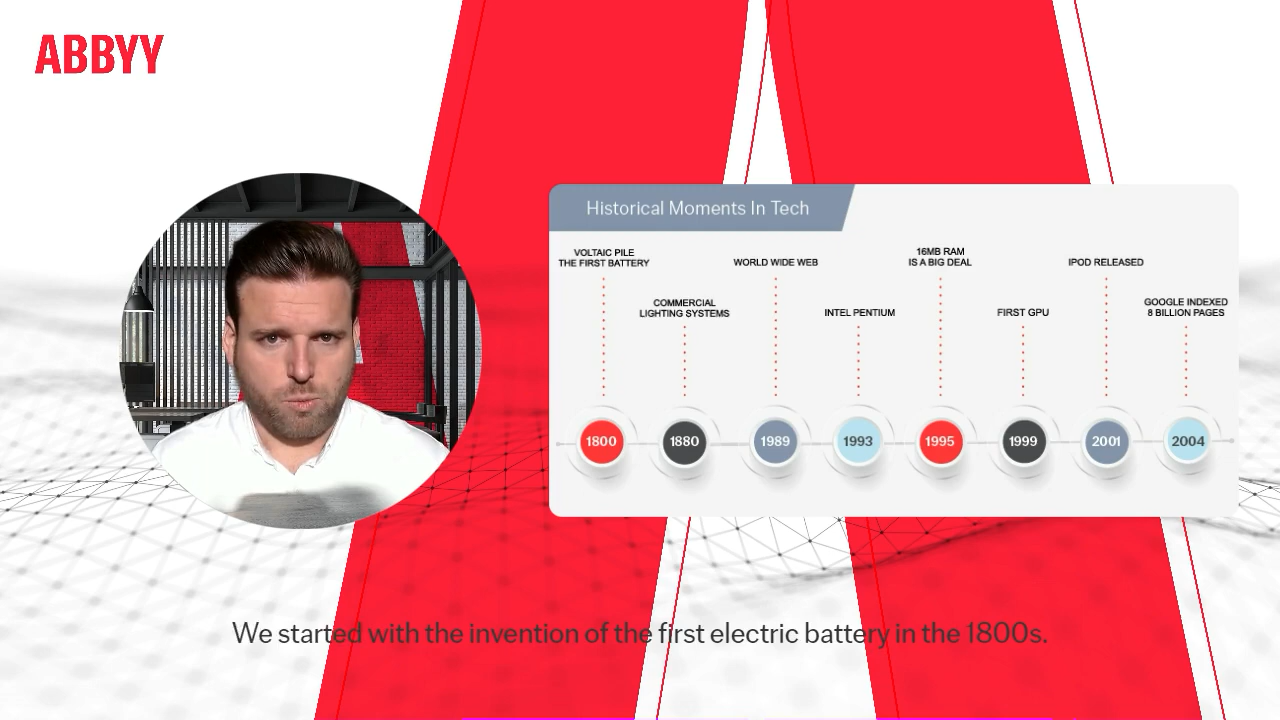 ABBYY
Historical Moments In Tech
VOLTAIC PILE
THE FIRST BATTERY
COMMERCIAL
LIGHTING SYSTEMS
WORLD WIDE WEB
INTEL PENTIUM
16MB RAM
IS A BIG DEAL
FIRST GPU
IPOD RELEASED
GOOGLE INDEXED
8 BILLION PAGES
1800
1880
1989
1993
1995
1999
2001
2004
We started with the invention of the first electric battery in the 1800s.